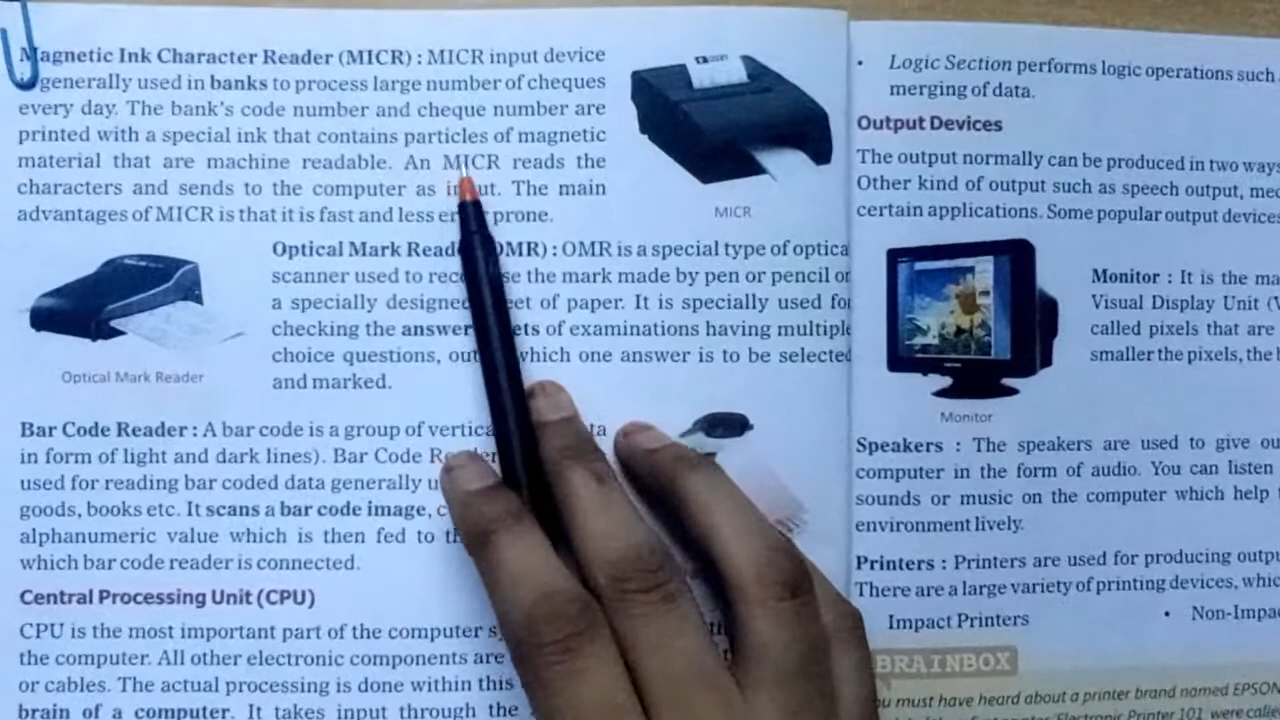 Magnetic Ink Character Reader (MICR) : MICR input device
generally used in banks to process large number of cheques
every day. The bank's code number and cheque number are
printed with a special ink that contains particles of magnetic
material that are machine readable. An MICR reads the
characters and sends to the computer as input. The main
advantages of MICR is that it is fast and less er prone.
MICR
Optical Mark Read OMR) : OMR is a special type of optica
scanner used to rec se the mark made by pen or pencil on
a specially designed eet of paper. It is specially used for
checking the answer ets of examinations having multiple
choice questions, out which one answer is to be selected
and marked.
Optical Mark Reader
Bar Code Reader : A bar code is a group of vertica ta
in form of light and dark lines). Bar Code
used for reading bar coded data generally u
goods, books etc. It scans a bar code image, c
alphanumeric value which is then fed to th
which bar code reader is connected.
Central Processing Unit (CPU)
CPU is the most important part of the computer s
the computer. All other electronic components are
or cables. The actual processing is done within this
brain of a computer. It takes input through the
• Logic Section performs logic operations such
merging of data.
Output Devices
The output normally can be produced in two ways
Other kind of output such as speech output, me
certain applications. Some popular output devices
Monitor : It is the ma
Visual Display Unit (V
called pixels that are
smaller the pixels, the b
Monitor
Speakers : The speakers are used to give ou
computer in the form of audio. You can listen
sounds or music on the computer which help
environment lively.
Printers : Printers are used for producing outp
There are a large variety of printing devices, whic
Impact Printers • Non-Impa
BRAINBOX
ou must have heard about a printer brand named EPSON
Electronic Printer 101 were calle